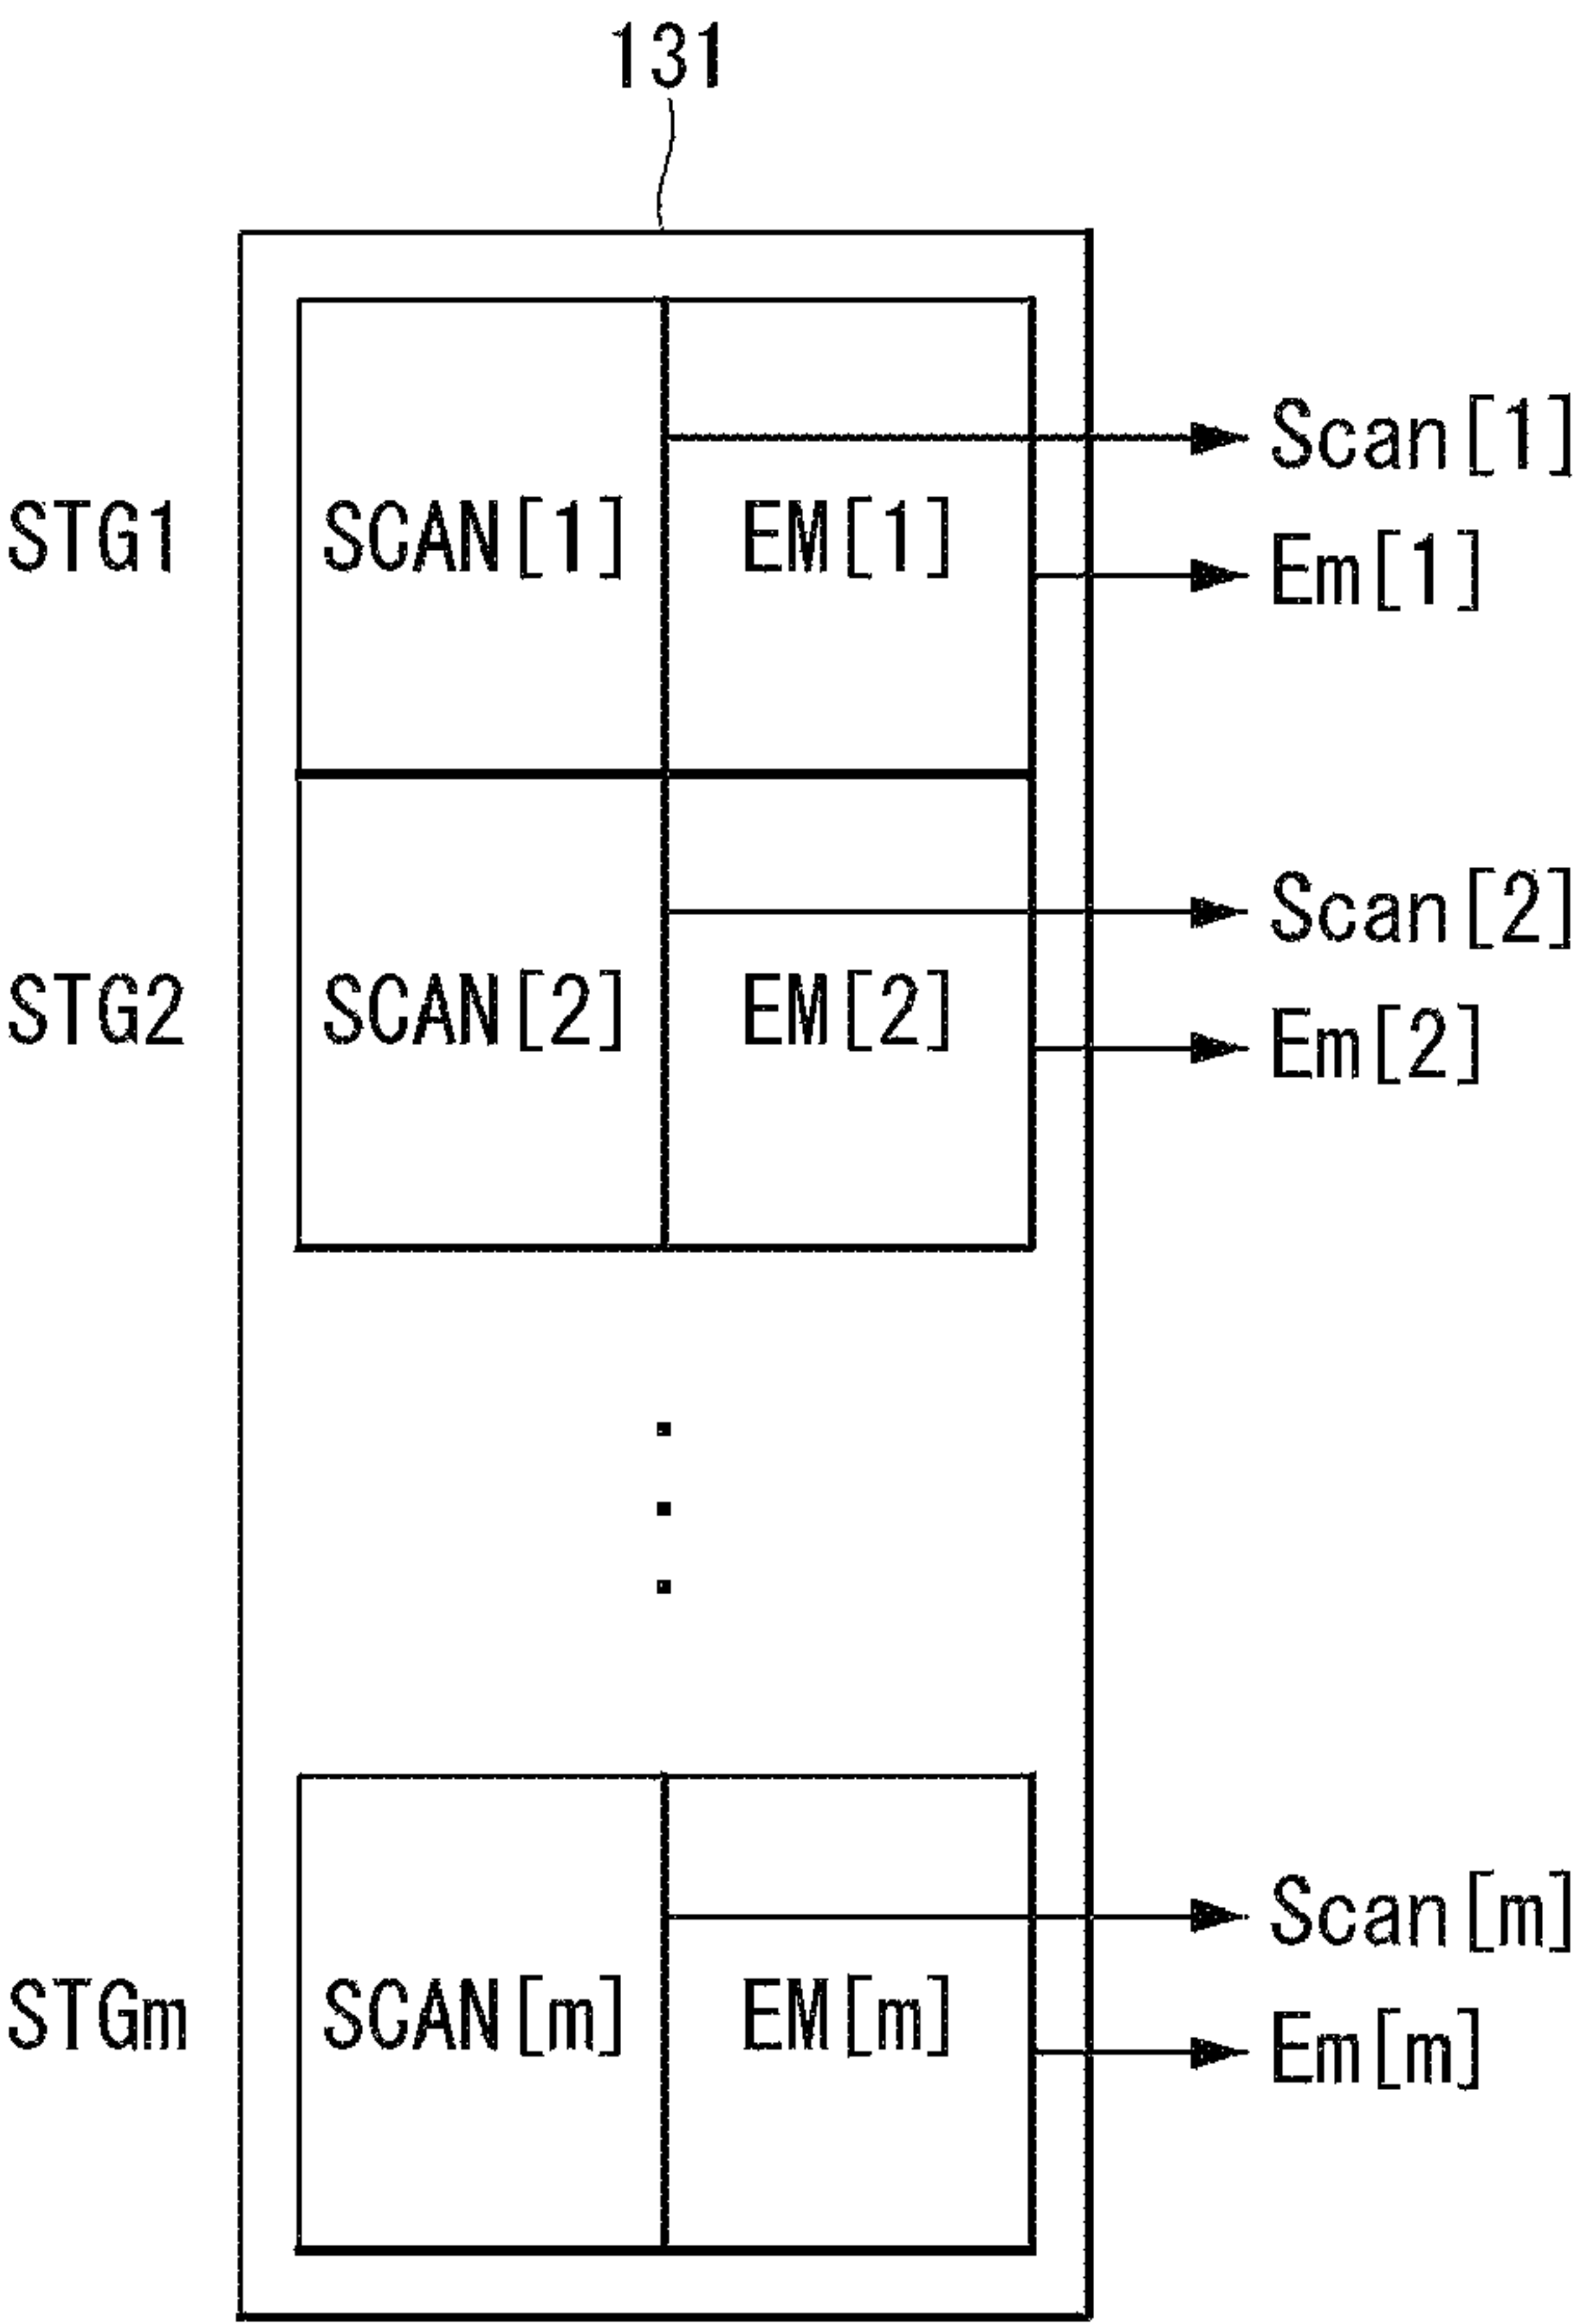 131
Scan[1]
STG1 SCAN[1] EM[1]
Em[1]
Scan[2]
STG2 SCAN[2] EM[2]
Em[2]
Scan[m]
STGm SCAN[m] EM[m]
Em[m]